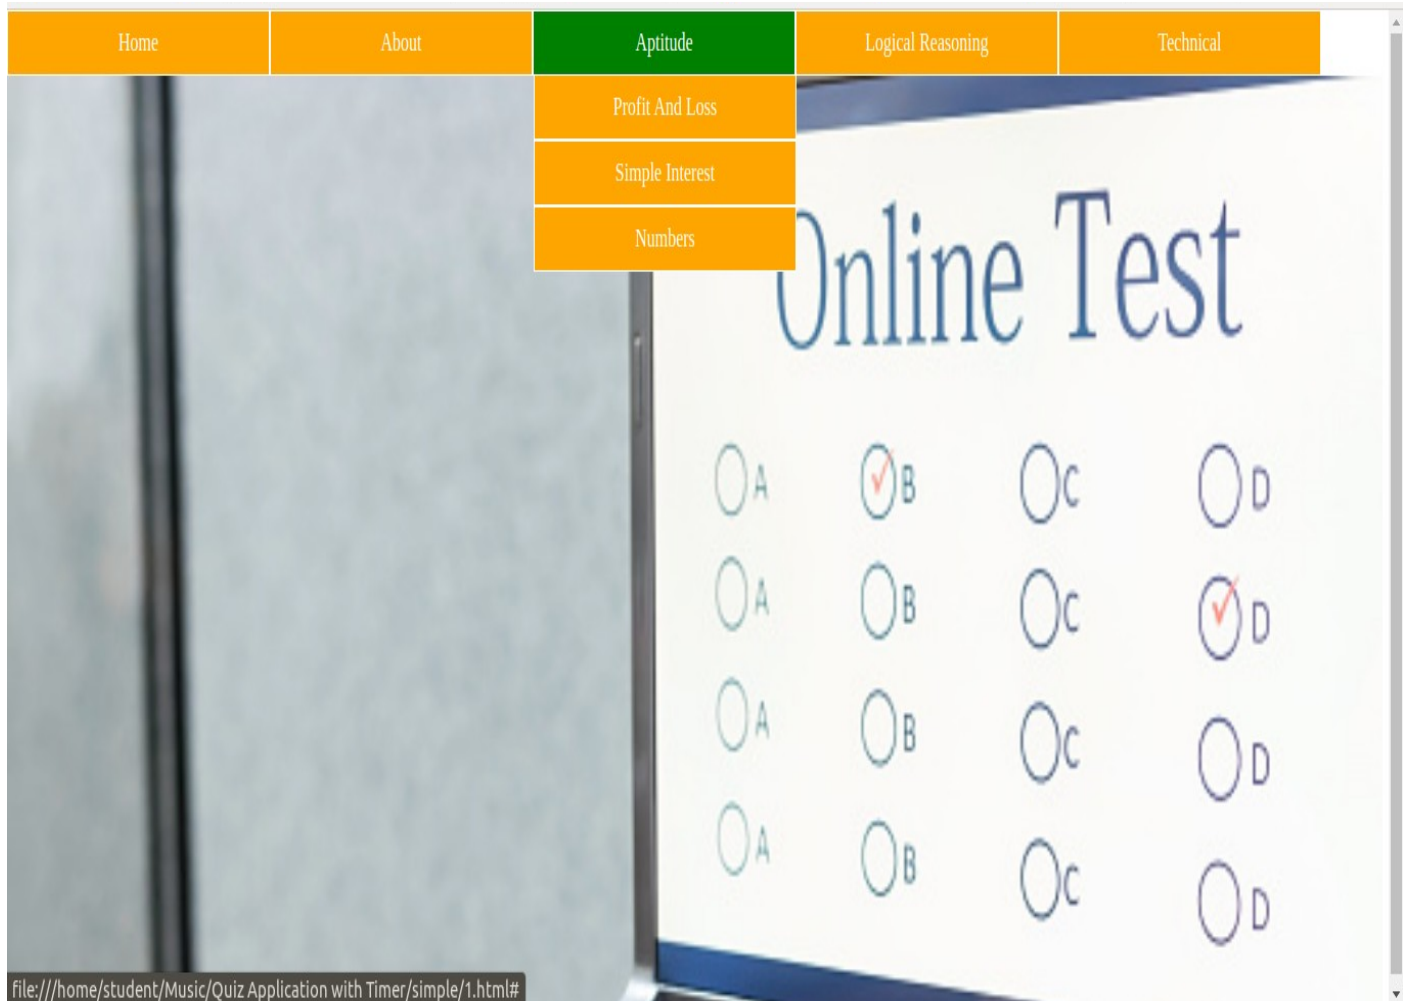 Home About Aptitude Logical Reasoning Technical
Profit And Loss
Simple Interest
Numbers
Online Test
A B C D
A B C D
A B C D
A B C D
file:///home/student/Music/Quiz Application with Timer/simple/1.html#